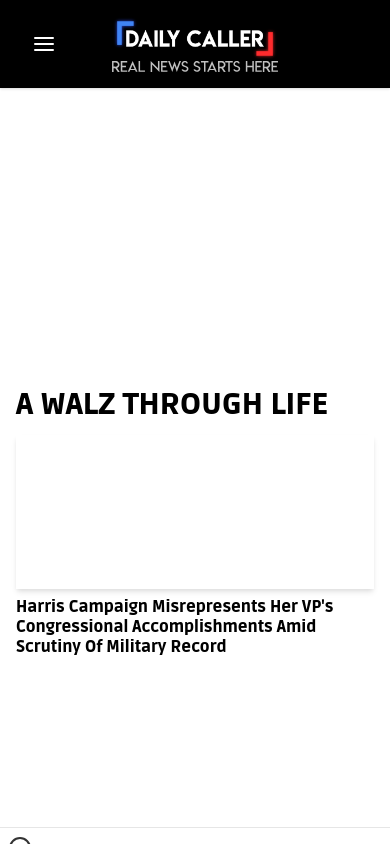 DAILY CALLER
REAL NEWS STARTS HERE
A WALZ THROUGH LIFE
Harris Campaign Misrepresents Her VP's
Congressional Accomplishments Amid
Scrutiny Of Military Record